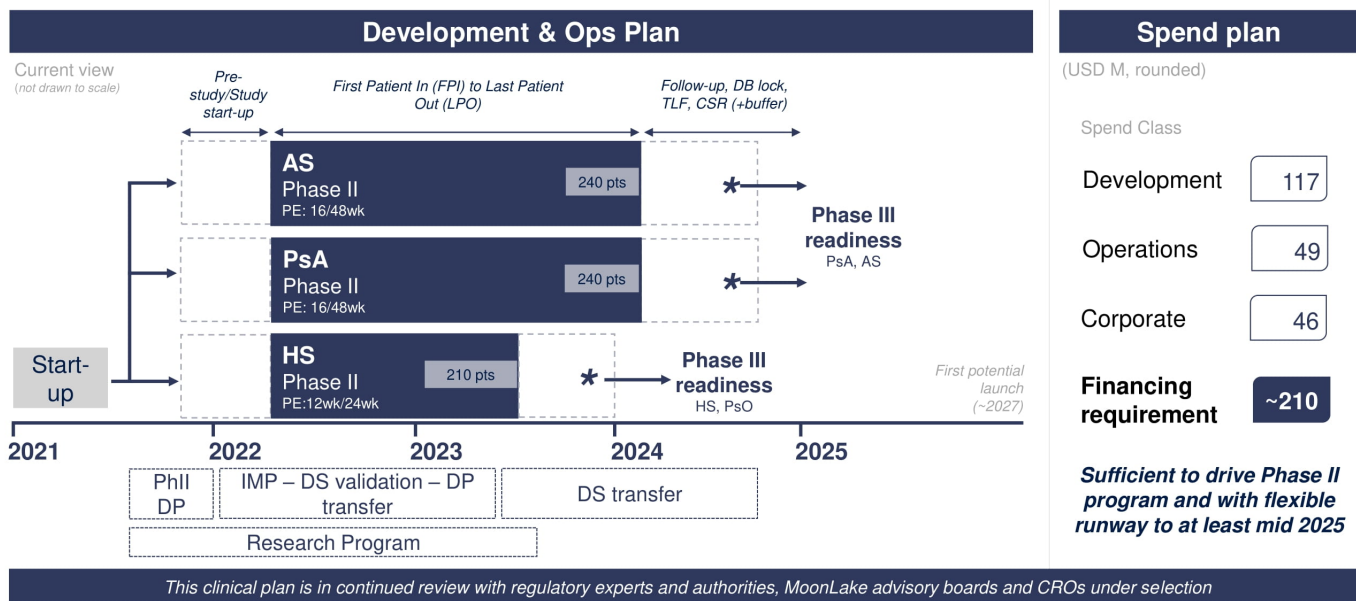 Development & Ops Plan
Spend plan
Current view
(not drawn to scale)
Pre-
study/Study
start-up
First Patient In (FPI) to Last Patient
Out (LPO)
Follow-up, DB lock,
TLF, CSR (+buffer)
AS
Phase II
PE: 16/48wk
240 pts
*
PsA
Phase II
PE: 16/48wk
240 pts
*
Phase III
readiness
PsA, AS
Start-
up
HS
Phase II
PE:12wk/24wk
210 pts
*
Phase III
readiness
HS, PsO
First potential
launch
(~2027)
2021 2022 2023 2024 2025
PhII
DP
IMP – DS validation – DP
transfer
DS transfer
Research Program
(USD M, rounded)
Spend Class
Development 117
Operations 49
Corporate 46
Financing
requirement
~210
Sufficient to drive Phase II
program and with flexible
runway to at least mid 2025
This clinical plan is in continued review with regulatory experts and authorities, MoonLake advisory boards and CROs under selection